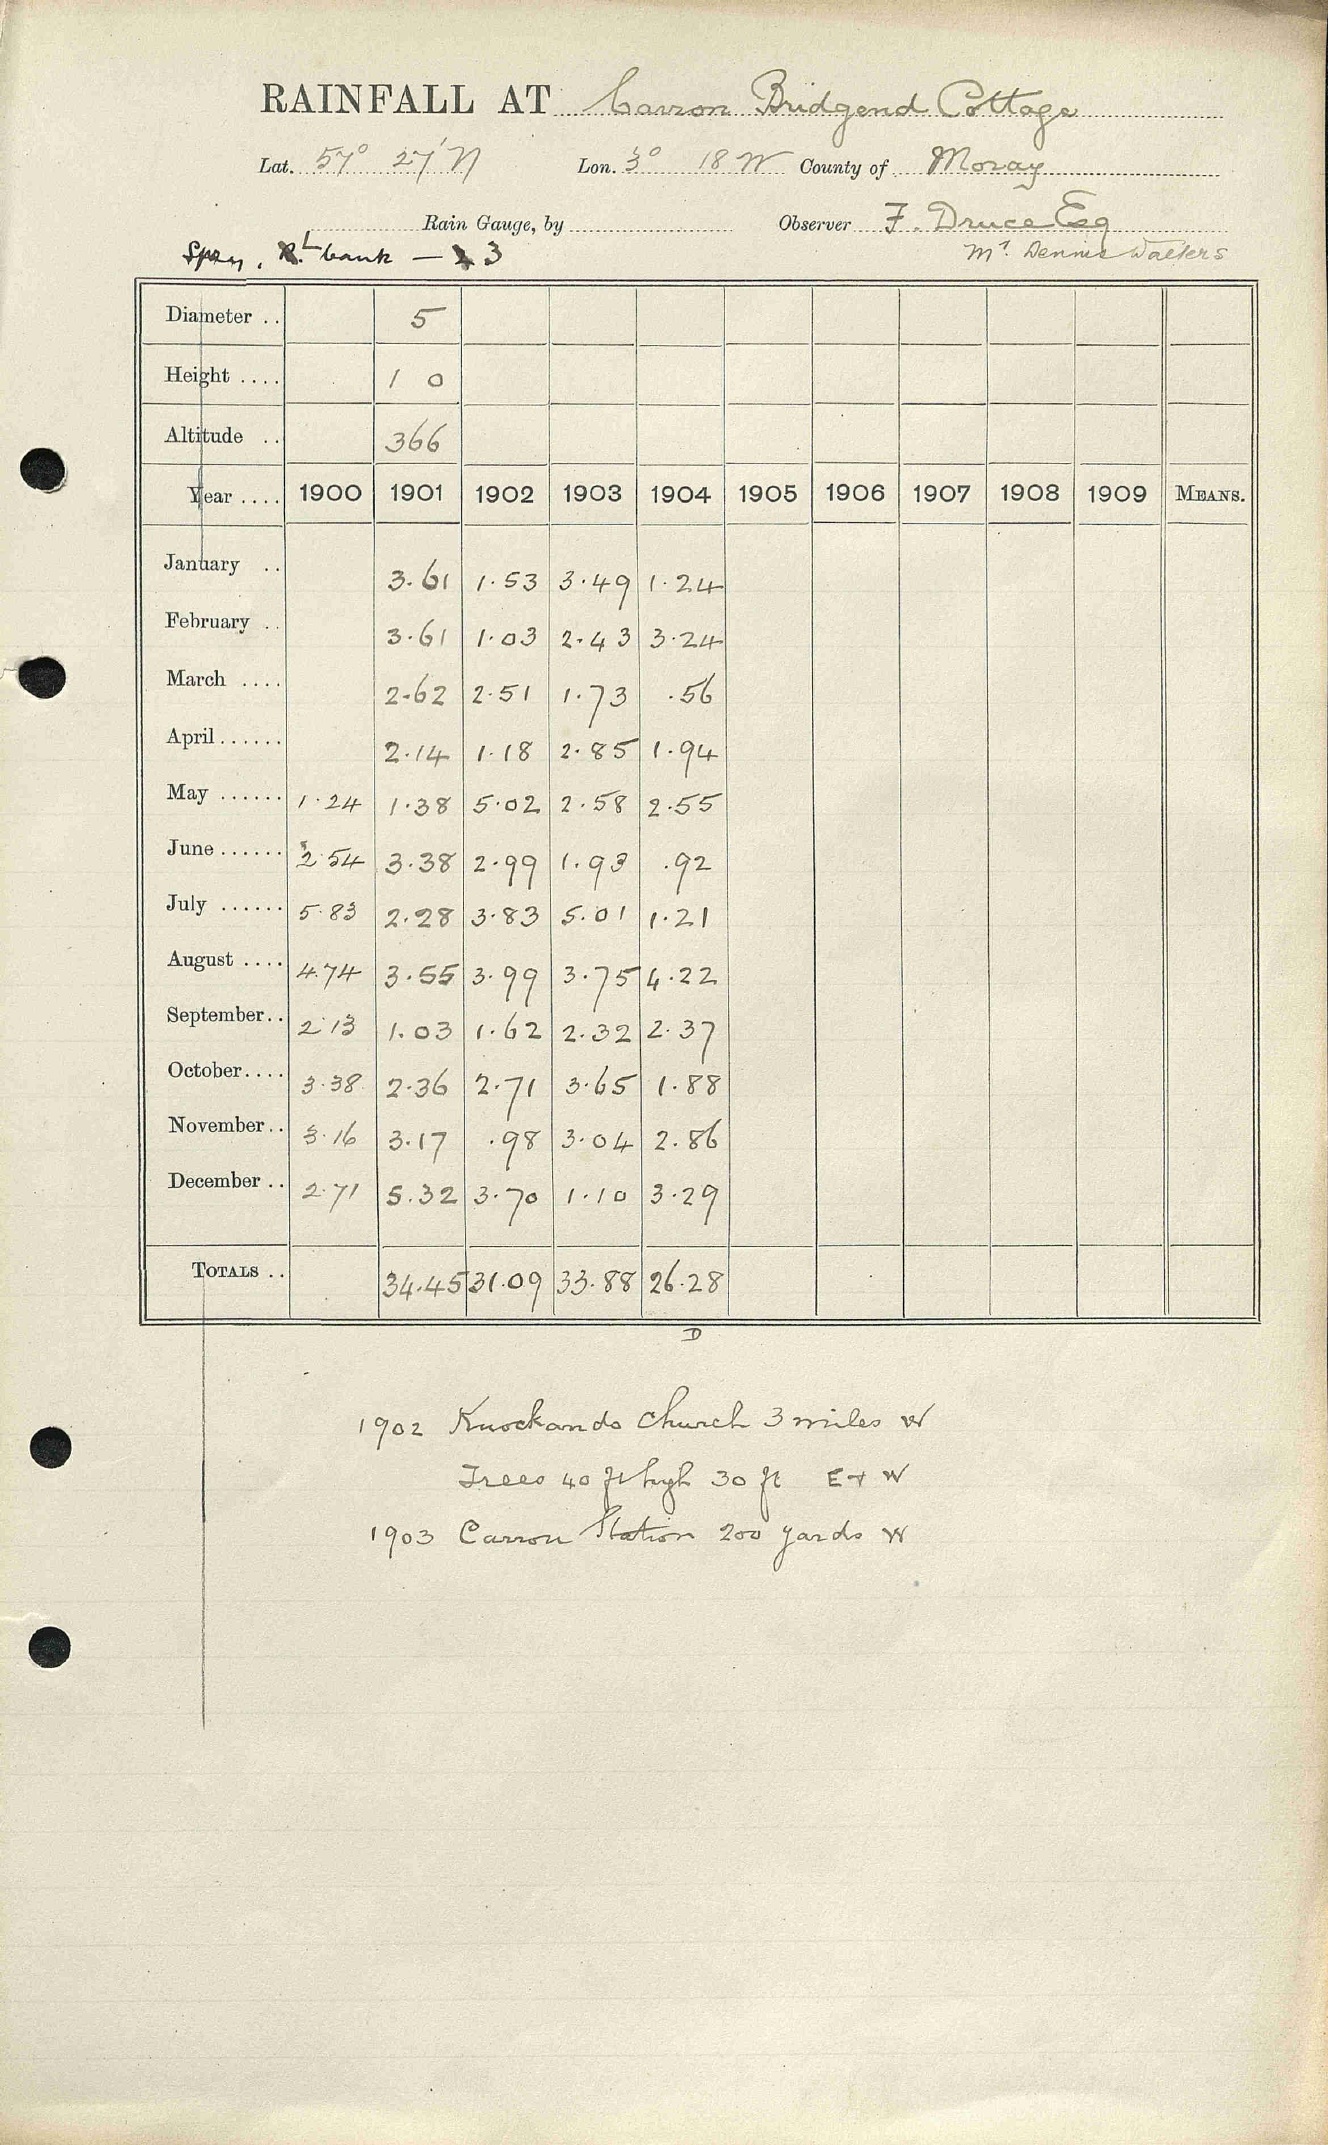 RAINFALL AT Carron Bridgend Cottage
Lat. 57° 27' N Lon. 3° 18 W County of Moray
Rain Gauge, by Observer F. Druce Esq
Spey, L bank — 3 Mr. Dennis Walters
Diameter .. 5
Height .... 1 0
Altitude .. 366
Year .... 1900 1901 1902 1903 1904 1905 1906 1907 1908 1909 MEANS.
January .. 3.61 1.53 3.49 1.24
February .. 3.61 1.03 2.43 3.24
March .... 2.62 2.51 1.73 .56
April ...... 2.14 1.18 2.85 1.94
May ...... 1.24 1.38 5.02 2.58 2.55
June ...... 2.54 3.38 2.99 1.93 .92
July ...... 5.83 2.28 3.83 5.01 1.21
August .... 4.74 3.55 3.99 3.75 4.22
September .. 2.13 1.03 1.62 2.32 2.37
October .... 3.38 2.36 2.71 3.65 1.88
November .. 3.16 3.17 .98 3.04 2.86
December .. 2.71 5.32 3.70 1.10 3.29
TOTALS .. 34.45 31.09 33.88 26.28
D
1902 Knockando Church 3 miles W
Trees 40 ft high 30 ft E + W
1903 Carron Station 200 yards W